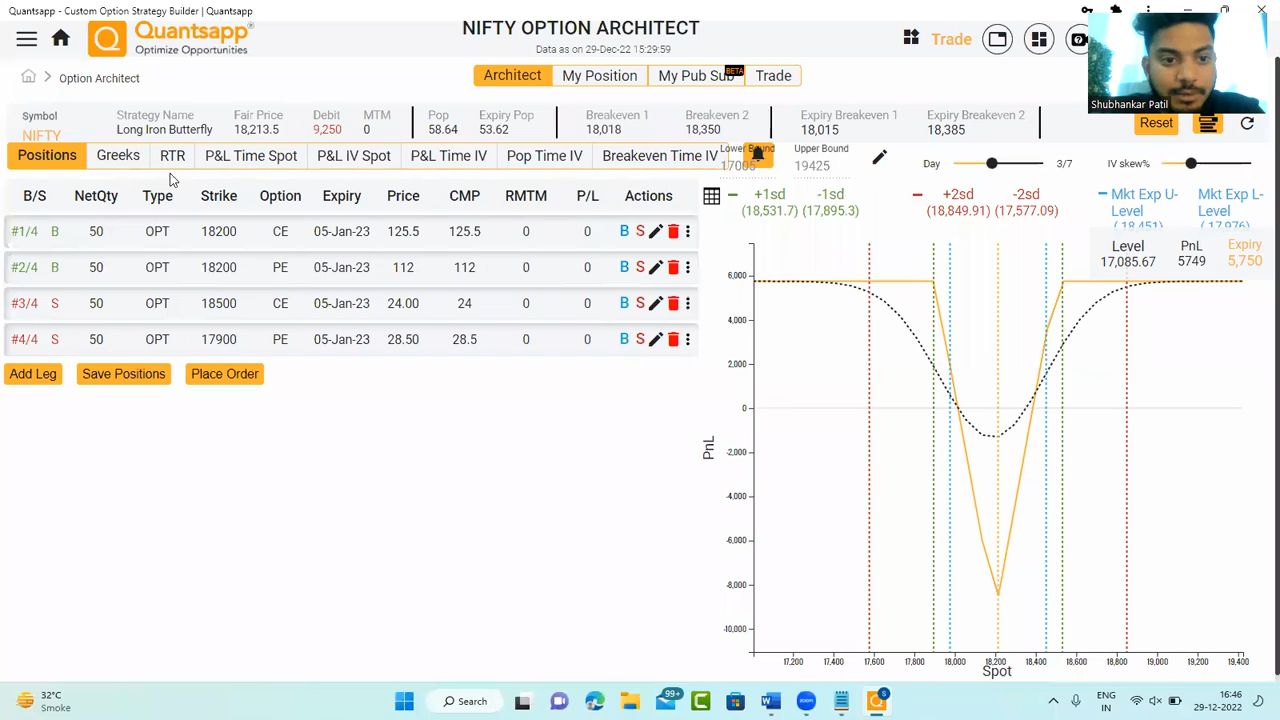 Quantsapp - Custom Option Strategy Builder | Quantsapp
Quantsapp®
Optimize Opportunities
NIFTY OPTION ARCHITECT
Data as on 29-Dec-22 15:29:59
Trade
Option Architect
Architect My Position My Pub Sub BETA Trade
Shubhankar Patil
Symbol Strategy Name Fair Price Debit MTM Pop Expiry Pop Breakeven 1 Breakeven 2 Expiry Breakeven 1 Expiry Breakeven 2
NIFTY Long Iron Butterfly 18,213.5 9,250 0 58.64 53.62 18,018 18,350 18,015 18,385 Reset
Positions Greeks RTR P&L Time Spot P&L IV Spot P&L Time IV Pop Time IV Breakeven Time IV
Lower Bound Upper Bound
17005 19425
Day 3/7 IV skew%
B/S NetQty Type Strike Option Expiry Price CMP RMTM P/L Actions
#1/4 B 50 OPT 18200 CE 05-Jan-23 125.5 125.5 0 0 B S
#2/4 B 50 OPT 18200 PE 05-Jan-23 112 112 0 0 B S
#3/4 S 50 OPT 18500 CE 05-Jan-23 24.00 24 0 0 B S
#4/4 S 50 OPT 17900 PE 05-Jan-23 28.50 28.5 0 0 B S
Add Leg Save Positions Place Order
+1sd -1sd +2sd -2sd Mkt Exp U-Level Mkt Exp L-Level
(18,531.7) (17,895.3) (18,849.91) (17,577.09) (18,451) (17,976)
Level PnL Expiry
17,085.67 5749 5,750
6,000
4,000
2,000
0
-2,000
-4,000
-6,000
-8,000
-10,000
PnL
17,200 17,400 17,600 17,800 18,000 18,200 18,400 18,600 18,800 19,000 19,200 19,400
Spot
32°C
Smoke
Search
99+
ENG
IN
16:46
29-12-2022